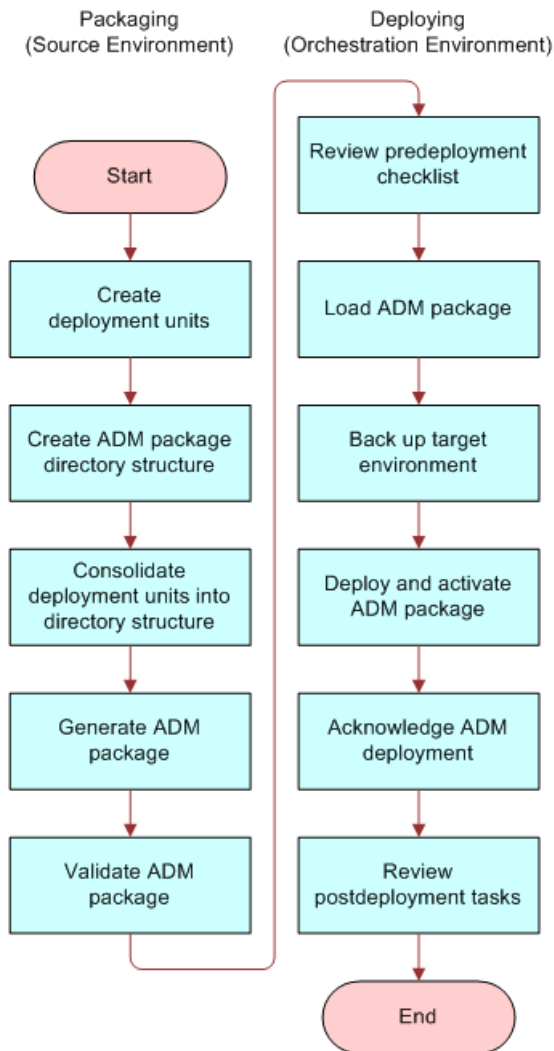 Packaging
(Source Environment)
Start
Create
deployment units
Create ADM package
directory structure
Consolidate
deployment units into
directory structure
Generate ADM
package
Validate ADM
package
Deploying
(Orchestration Environment)
Review predeployment
checklist
Load ADM package
Back up target
environment
Deploy and activate
ADM package
Acknowledge ADM
deployment
Review
postdeployment tasks
End